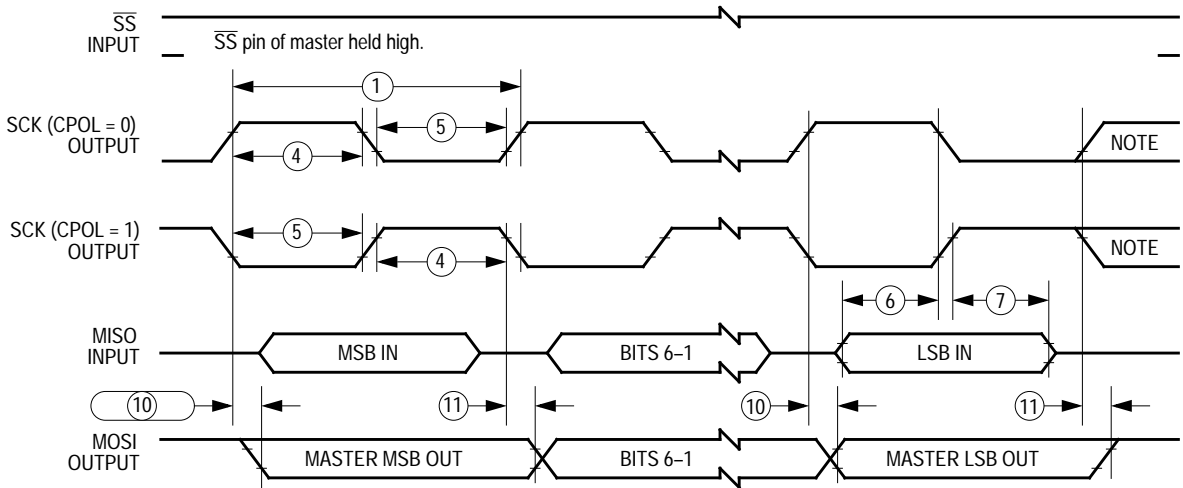 SS
INPUT
SS pin of master held high.
1
SCK (CPOL = 0)
OUTPUT
5
4
NOTE
SCK (CPOL = 1)
OUTPUT
5
4
NOTE
6
7
MISO
INPUT
MSB IN
BITS 6–1
LSB IN
10
11
10
11
MOSI
OUTPUT
MASTER MSB OUT
BITS 6–1
MASTER LSB OUT